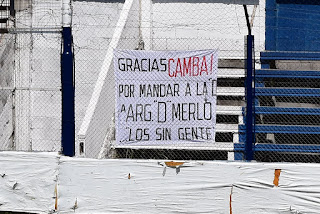 GRACIAS CAMBA!
POR MANDAR A LA "C
A ARG. "D" MERLO
LOS SIN GENTE